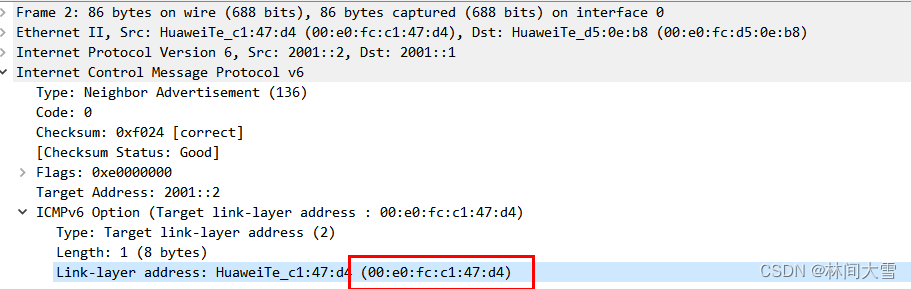 Frame 2: 86 bytes on wire (688 bits), 86 bytes captured (688 bits) on interface 0
Ethernet II, Src: HuaweiTe_c1:47:d4 (00:e0:fc:c1:47:d4), Dst: HuaweiTe_d5:0e:b8 (00:e0:fc:d5:0e:b8)
Internet Protocol Version 6, Src: 2001::2, Dst: 2001::1
Internet Control Message Protocol v6
Type: Neighbor Advertisement (136)
Code: 0
Checksum: 0xf024 [correct]
[Checksum Status: Good]
Flags: 0xe0000000
Target Address: 2001::2
ICMPv6 Option (Target link-layer address : 00:e0:fc:c1:47:d4)
Type: Target link-layer address (2)
Length: 1 (8 bytes)
Link-layer address: HuaweiTe_c1:47:d4 (00:e0:fc:c1:47:d4)
CSDN @林间大雪